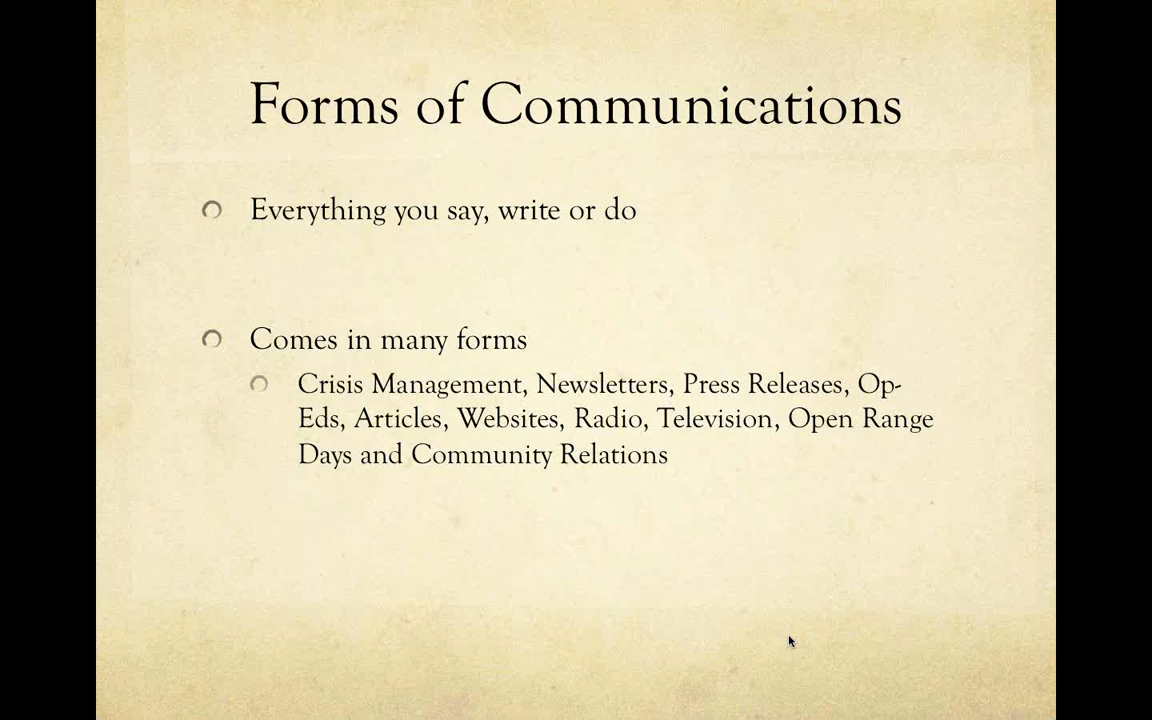 Forms of Communications
Everything you say, write or do
Comes in many forms
Crisis Management, Newsletters, Press Releases, Op-
Eds, Articles, Websites, Radio, Television, Open Range
Days and Community Relations